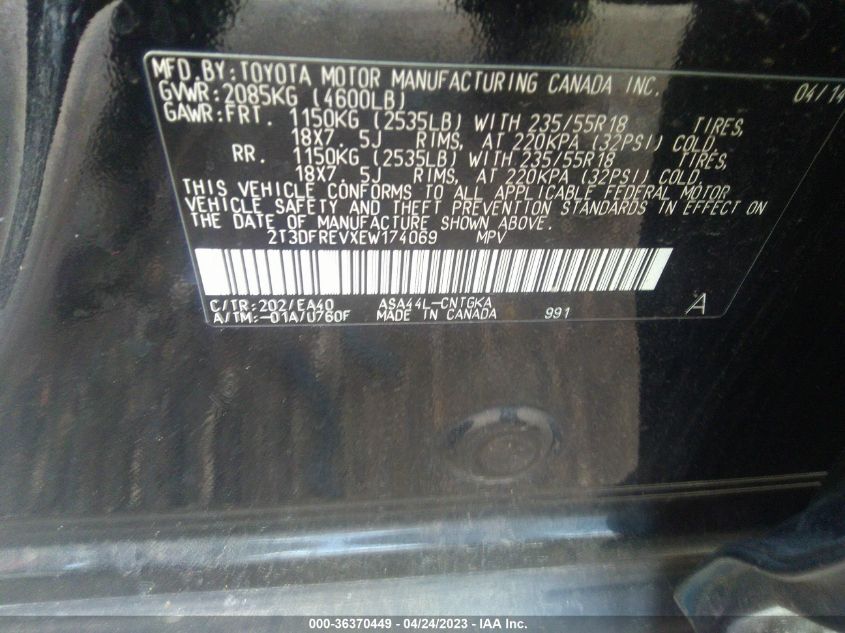 MFD. BY: TOYOTA MOTOR MANUFACTURING CANADA INC. 04/14
GVWR: 2085KG (4600LB)
GAWR: FRT. 1150KG (2535LB) WITH 235/55R18 TIRES,
18X7. 5J RIMS, AT 220KPA (32PSI) COLD,
RR. 1150KG (2535LB) WITH 235/55R18 TIRES,
18X7. 5J RIMS, AT 220KPA (32PSI) COLD,
THIS VEHICLE CONFORMS TO ALL APPLICABLE FEDERAL MOTOR
VEHICLE SAFETY AND THEFT PREVENTION STANDARDS IN EFFECT ON
THE DATE OF MANUFACTURE SHOWN ABOVE.
2T3DFREVXEW174069 MPV
C/TR: 202/EA40 ASA44L-CNTGKA A
A/TM: -01A/U760F MADE IN CANADA 991
000-36370449 - 04/24/2023 - IAA Inc.